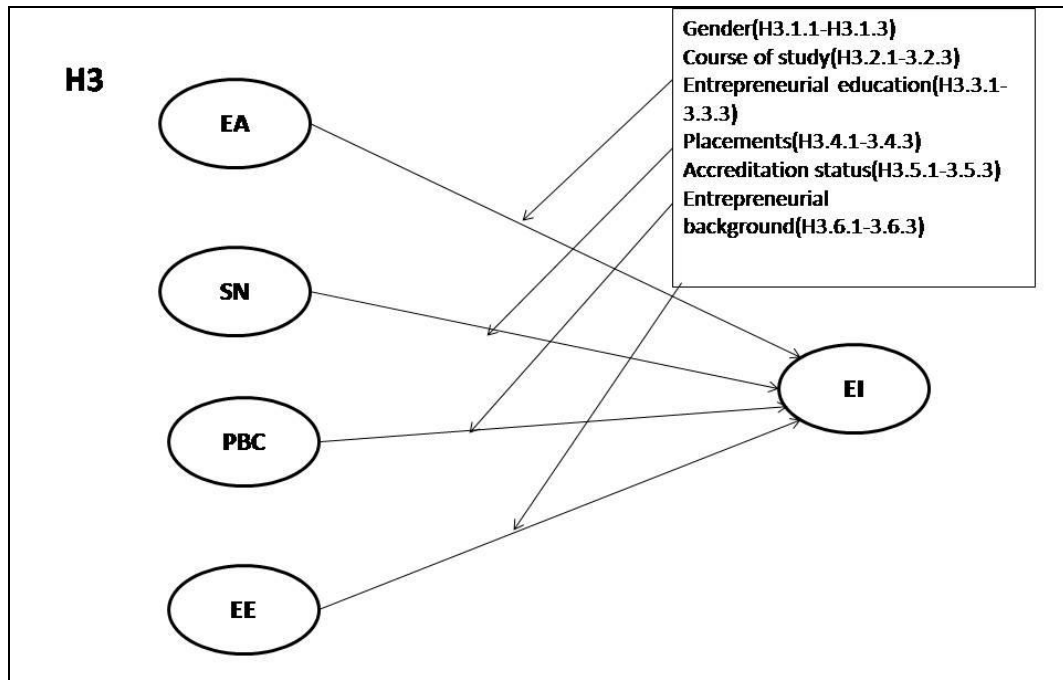 Gender(H3.1.1-H3.1.3)
Course of study(H3.2.1-3.2.3)
Entrepreneurial education(H3.3.1-
3.3.3)
Placements(H3.4.1-3.4.3)
Accreditation status(H3.5.1-3.5.3)
Entrepreneurial
background(H3.6.1-3.6.3)
H3
EA
SN
EI
PBC
EE